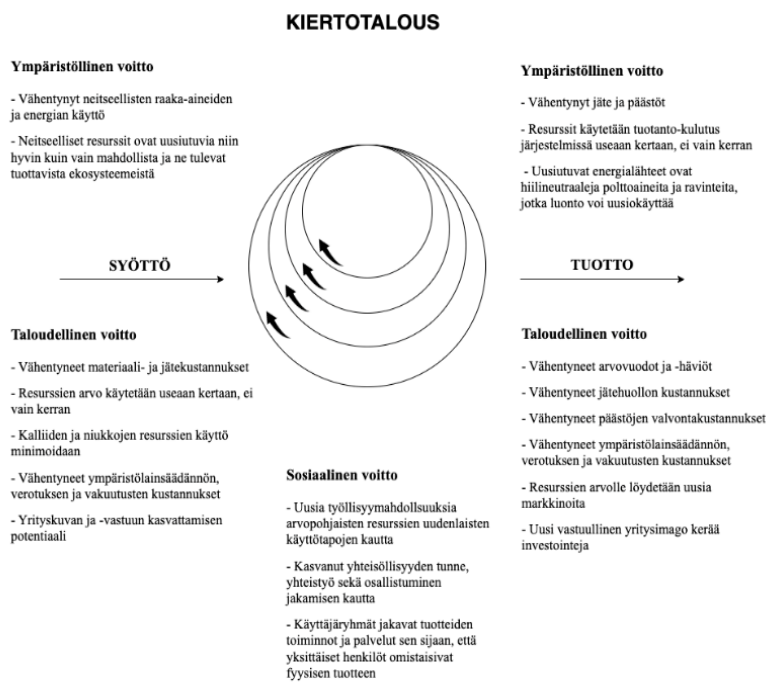 KIERTOTALOUS
Ympäristöllinen voitto
- Vähentynyt neitseellisten raaka-aineiden
ja energian käyttö
- Neitseelliset resurssit ovat uusiutuvia niin
hyvin kuin vain mahdollista ja ne tulevat
tuottavista ekosysteemeistä
SYÖTTÖ
Taloudellinen voitto
- Vähentyneet materiaali- ja jätekustannukset
- Resurssien arvo käytetään useaan kertaan, ei
vain kerran
- Kalliiden ja niukkojen resurssien käyttö
minimoidaan
- Vähentyneet ympäristölainsäädännön,
verotuksen ja vakuutusten kustannukset
- Yrityskuvan ja -vastuun kasvattamisen
potentiaali
Sosiaalinen voitto
- Uusia työllisyymahdollsuuksia
arvopohjaisten resurssien uudenlaisten
käyttötapojen kautta
- Kasvanut yhteisöllisyyden tunne,
yhteistyö sekä osallistuminen
jakamisen kautta
- Käyttäjäryhmät jakavat tuotteiden
toiminnot ja palvelut sen sijaan, että
yksittäiset henkilöt omistaisivat
fyysisen tuotteen
Ympäristöllinen voitto
- Vähentynyt jäte ja päästöt
- Resurssit käytetään tuotanto-kulutus
järjestelmissä useaan kertaan, ei vain kerran
- Uusiutuvat energialähteet ovat
hiilineutraaleja polttoaineita ja ravinteita,
jotka luonto voi uusiokäyttää
TUOTTO
Taloudellinen voitto
- Vähentyneet arvovuodot ja -häviöt
- Vähentyneet jätehuollon kustannukset
- Vähentyneet päästöjen valvontakustannukset
- Vähentyneet ympäristölainsäädännön,
verotuksen ja vakuutusten kustannukset
- Resurssien arvolle löydetään uusia
markkinoita
- Uusi vastuullinen yritysimago kerää
investointeja